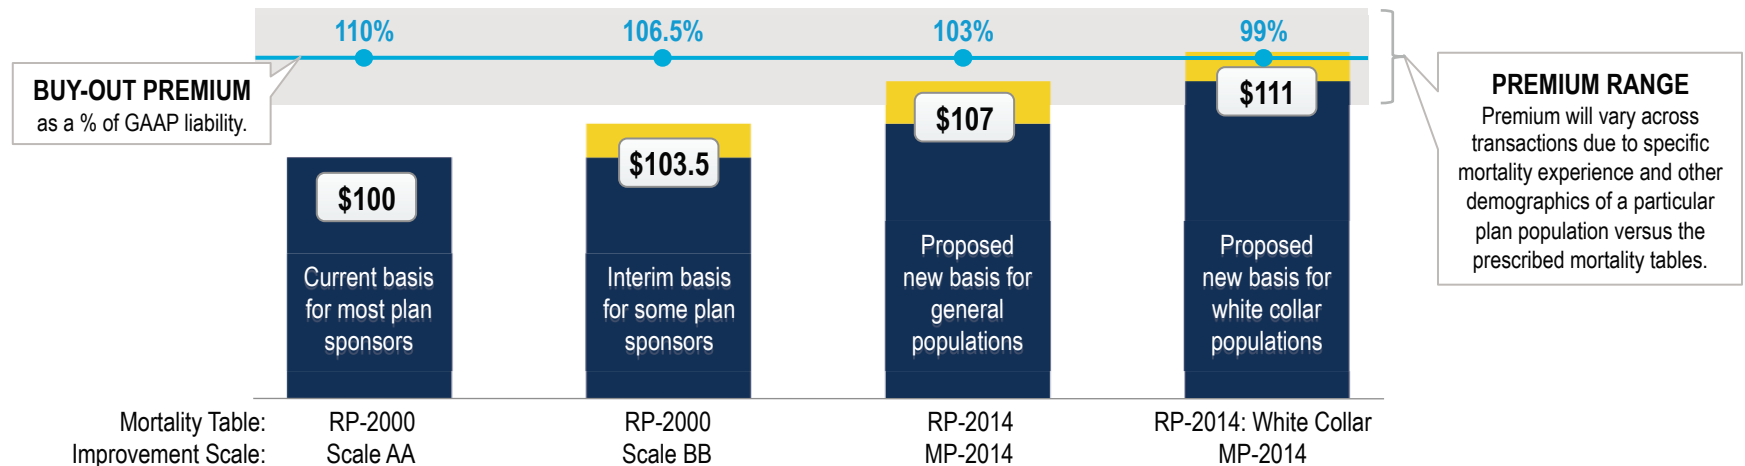 110%
106.5%
103%
99%
BUY-OUT PREMIUM
as a % of GAAP liability.
PREMIUM RANGE
Premium will vary across
transactions due to specific
mortality experience and other
demographics of a particular
plan population versus the
prescribed mortality tables.
$100
Current basis
for most plan
sponsors
$103.5
Interim basis
for some plan
sponsors
$107
Proposed
new basis for
general
populations
$111
Proposed
new basis for
white collar
populations
Mortality Table: RP-2000 RP-2000 RP-2014 RP-2014: White Collar
Improvement Scale: Scale AA Scale BB MP-2014 MP-2014